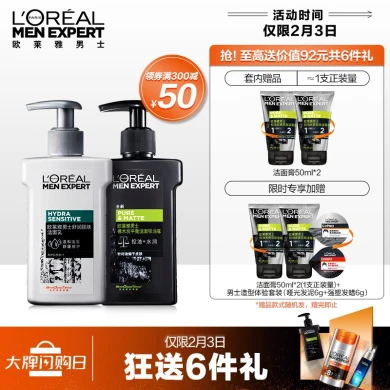 L'ORÉAL
PARIS
MEN EXPERT
欧莱雅男士
活动时间
仅限2月3日
抢！至高送价值92元共6件礼
套内赠品
≈1支正装量
洁面膏50ml*2
限时专享加赠
洁面膏50ml*2(1支正装量)+
男士造型体验套装(哑光发泥6g+强塑发蜡6g)
*赠品款式随机发，赠完即止
领券满300减
¥50
L'ORÉAL
MEN EXPERT
HYDRA
SENSITIVE
洁面乳
L'ORÉAL
MEN EXPERT
PURE
& MATTE
控油+水润
大牌闪购日
仅限2月3日
狂送6件礼